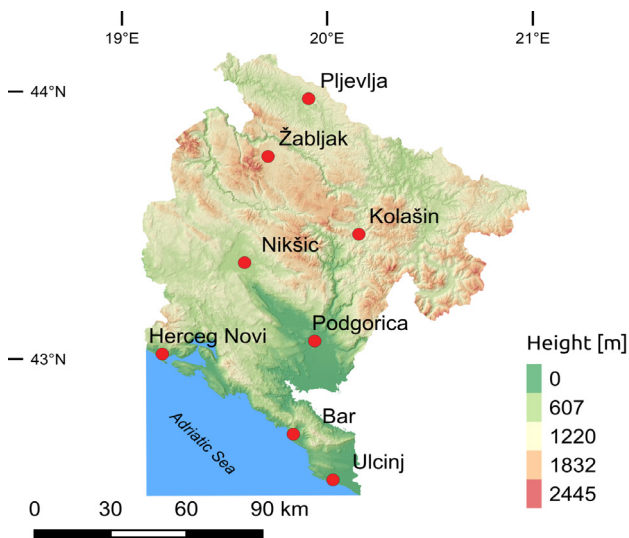 19°E
20°E
21°E
44°N
Pljevlja
Žabljak
Kolašin
Nikšic
Podgorica
Herceg Novi
43°N
Height [m]
0
607
1220
1832
2445
Bar
Adriatic Sea
Ulcinj
0 30 60 90 km